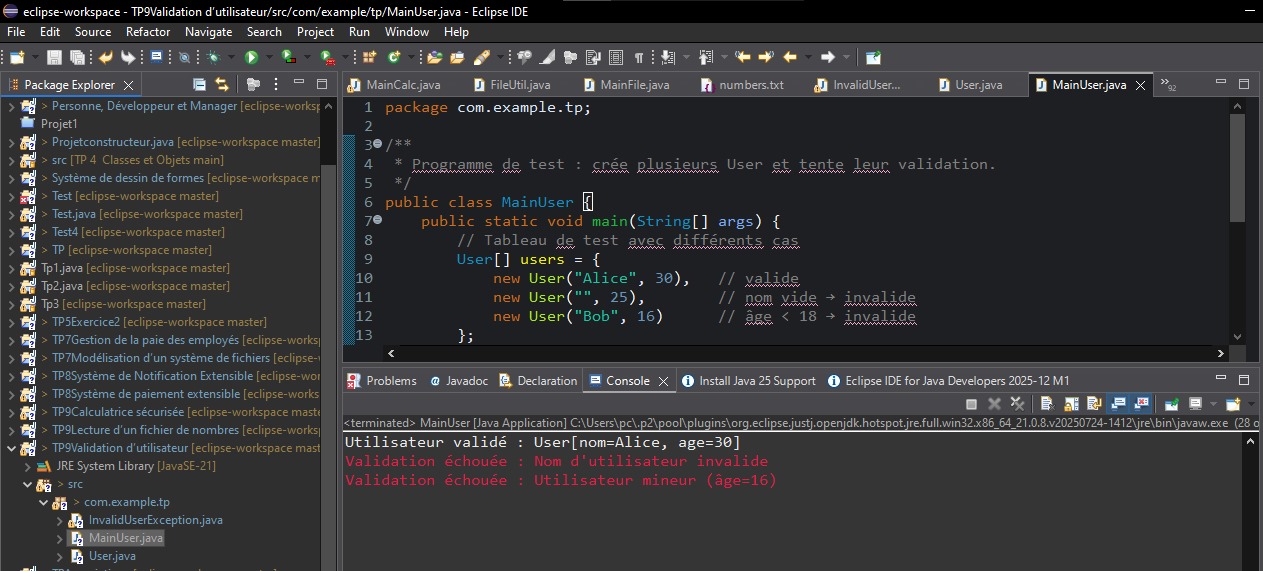 eclipse-workspace - TP9Validation d'utilisateur/src/com/example/tp/MainUser.java - Eclipse IDE
File Edit Source Refactor Navigate Search Project Run Window Help
Package Explorer
> Personne, Développeur et Manager [eclipse-worksp
Projet1
> Projetconstructeur.java [eclipse-workspace master]
> src [TP 4 Classes et Objets main]
> Système de dessin de formes [eclipse-workspace m
> Test [eclipse-workspace master]
> Test.java [eclipse-workspace master]
> Test4 [eclipse-workspace master]
> TP [eclipse-workspace master]
Tp1.java [eclipse-workspace master]
Tp2.java [eclipse-workspace master]
Tp3 [eclipse-workspace master]
> TP5Exercice2 [eclipse-workspace master]
> TP7Gestion de la paie des employés [eclipse-worksp
> TP7Modélisation d'un système de fichiers [eclipse-
> TP8Système de Notification Extensible [eclipse-work
> TP8Système de paiement extensible [eclipse-works
> TP9Calculatrice sécurisée [eclipse-workspace maste
> TP9Lecture d'un fichier de nombres [eclipse-works
> TP9Validation d'utilisateur [eclipse-workspace mast
JRE System Library [JavaSE-21]
> src
> com.example.tp
InvalidUserException.java
MainUser.java
User.java
MainCalc.java FileUtil.java MainFile.java numbers.txt InvalidUser... User.java MainUser.java »92
1 package com.example.tp;
2
3 /**
4 * Programme de test : crée plusieurs User et tente leur validation.
5 */
6 public class MainUser {
7 public static void main(String[] args) {
8 // Tableau de test avec différents cas
9 User[] users = {
10 new User("Alice", 30), // valide
11 new User("", 25), // nom vide → invalide
12 new User("Bob", 16) // âge < 18 → invalide
13 };
Problems Javadoc Declaration Console Install Java 25 Support Eclipse IDE for Java Developers 2025-12 M1
<terminated> MainUser [Java Application] C:\Users\pc\.p2\pool\plugins\org.eclipse.justj.openjdk.hotspot.jre.full.win32.x86_64_21.0.8.v20250724-1412\jre\bin\javaw.exe (28 o
Utilisateur validé : User[nom=Alice, age=30]
Validation échouée : Nom d'utilisateur invalide
Validation échouée : Utilisateur mineur (âge=16)